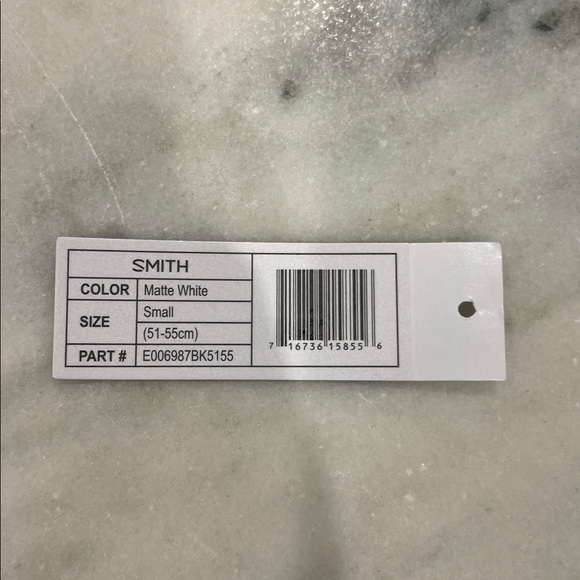 SMITH
COLOR Matte White
SIZE Small
(51-55cm)
PART # E006987BK5155
7 16736 15855 6